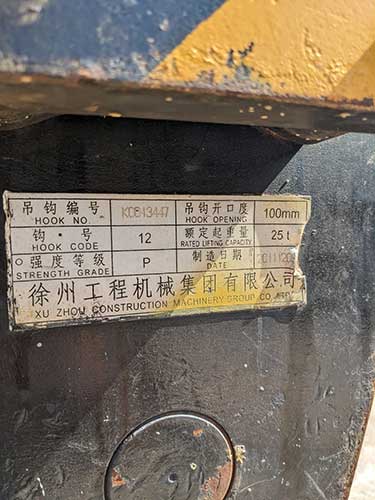 吊钩编号 KC613447 吊钩开口度 100mm
HOOK NO. HOOK OPENING
钩·号 12 额定起重量 25t
HOOK CODE RATED LIFTING CAPACITY
强度等级 P 制造日期
STRENGTH GRADE DATE
徐州工程机械集团有限公司
XU ZHOU CONSTRUCTION MACHINERY GROUP CO.,LTD.